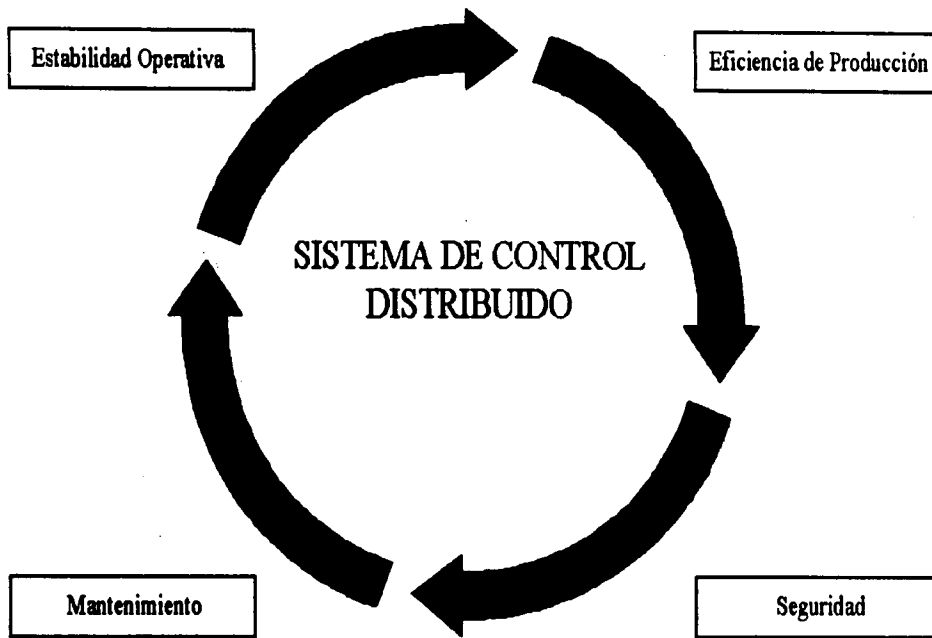 Estabilidad Operativa
Eficiencia de Producción
SISTEMA DE CONTROL
DISTRIBUIDO
Mantenimiento
Seguridad